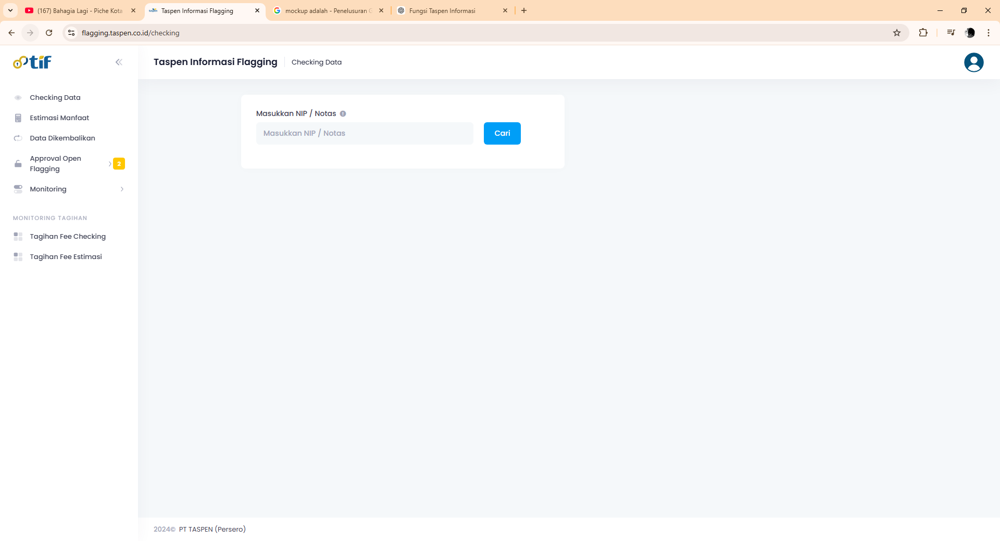 (167) Bahagia Lagi - Piche Kota
Taspen Informasi Flagging
mockup adalah - Penelusuran G
Fungsi Taspen Informasi
flagging.taspen.co.id/checking
tif
Taspen Informasi Flagging
Checking Data
Checking Data
Estimasi Manfaat
Data Dikembalikan
Approval Open
Flagging
2
Monitoring
MONITORING TAGIHAN
Tagihan Fee Checking
Tagihan Fee Estimasi
Masukkan NIP / Notas
Masukkan NIP / Notas
Cari
2024© PT TASPEN (Persero)